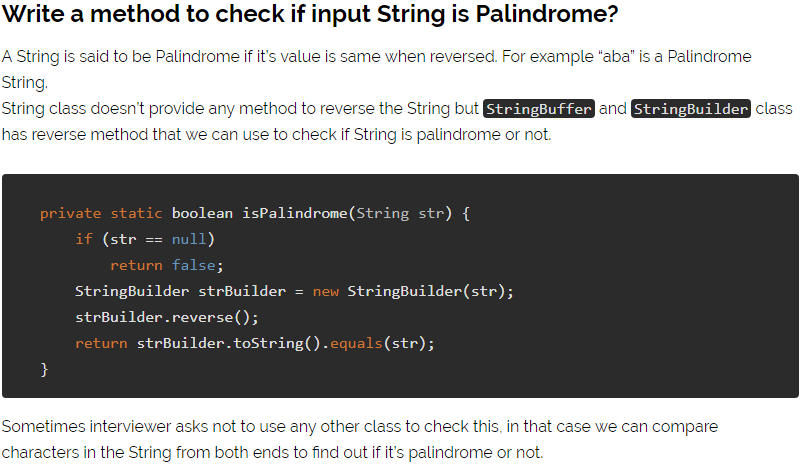 Write a method to check if input String is Palindrome?
A String is said to be Palindrome if it’s value is same when reversed. For example “aba” is a Palindrome
String.
String class doesn’t provide any method to reverse the String but StringBuffer and StringBuilder class
has reverse method that we can use to check if String is palindrome or not.
private static boolean isPalindrome(String str) {
    if (str == null)
        return false;
    StringBuilder strBuilder = new StringBuilder(str);
    strBuilder.reverse();
    return strBuilder.toString().equals(str);
}
Sometimes interviewer asks not to use any other class to check this, in that case we can compare
characters in the String from both ends to find out if it’s palindrome or not.